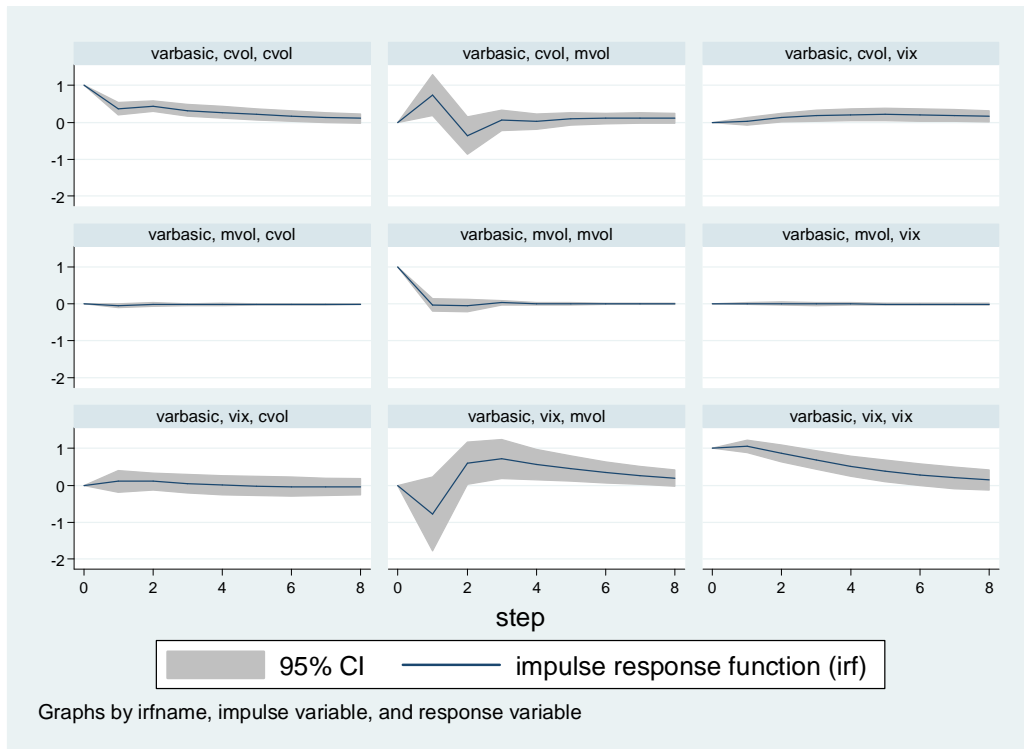 varbasic, cvol, cvol
varbasic, cvol, mvol
varbasic, cvol, vix
1
0
-1
-2
varbasic, mvol, cvol
varbasic, mvol, mvol
varbasic, mvol, vix
1
0
-1
-2
varbasic, vix, cvol
varbasic, vix, mvol
varbasic, vix, vix
1
0
-1
-2
0 2 4 6 8
0 2 4 6 8
0 2 4 6 8
step
95% CI
impulse response function (irf)
Graphs by irfname, impulse variable, and response variable